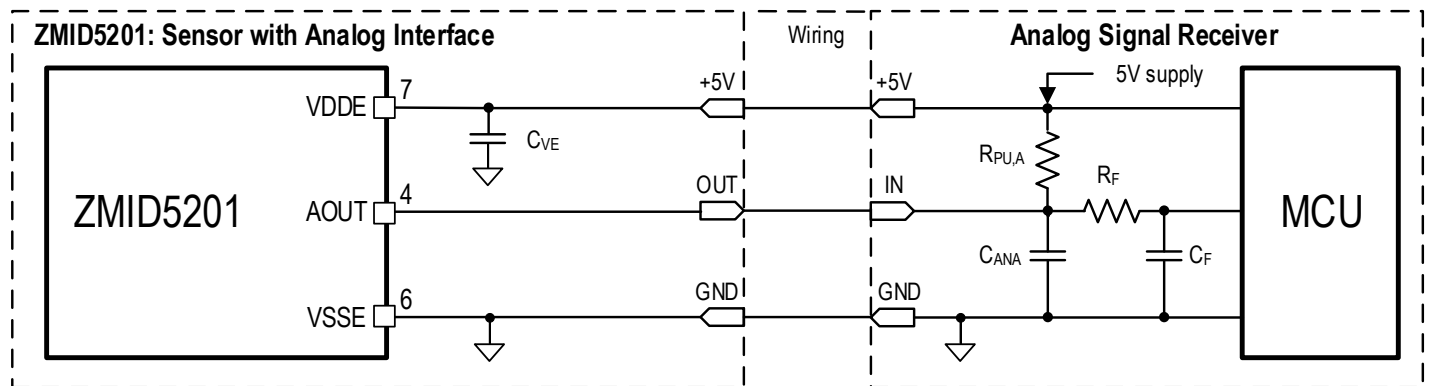 ZMID5201: Sensor with Analog Interface
Wiring
Analog Signal Receiver
7
VDDE
+5V
+5V
5V supply
CVE
RPU,A
RF
ZMID5201
4
AOUT
OUT
IN
MCU
CANA
CF
6
VSSE
GND
GND